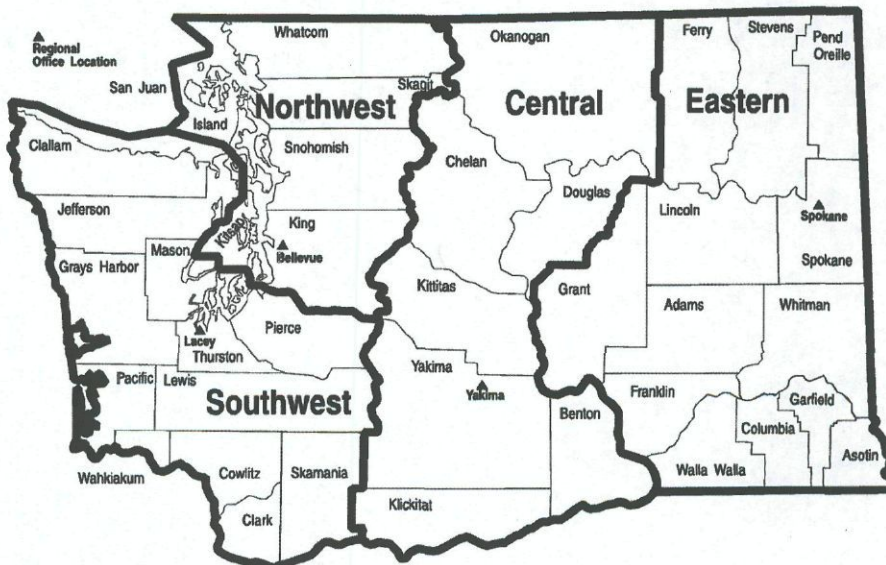 Regional
Office Location
Whatcom
Okanogan
Ferry
Stevens
Pend
Oreille
San Juan
Skagit
Northwest
Central
Eastern
Island
Clallam
Snohomish
Chelan
Douglas
Jefferson
Lincoln
Spokane
King
Kitsap
Mason
Bellevue
Grays Harbor
Spokane
Kittitas
Grant
Adams
Whitman
Pierce
Lacey
Thurston
Yakima
Pacific
Lewis
Yakima
Franklin
Garfield
Southwest
Benton
Columbia
Asotin
Walla Walla
Wahkiakum
Cowlitz
Skamania
Klickitat
Clark